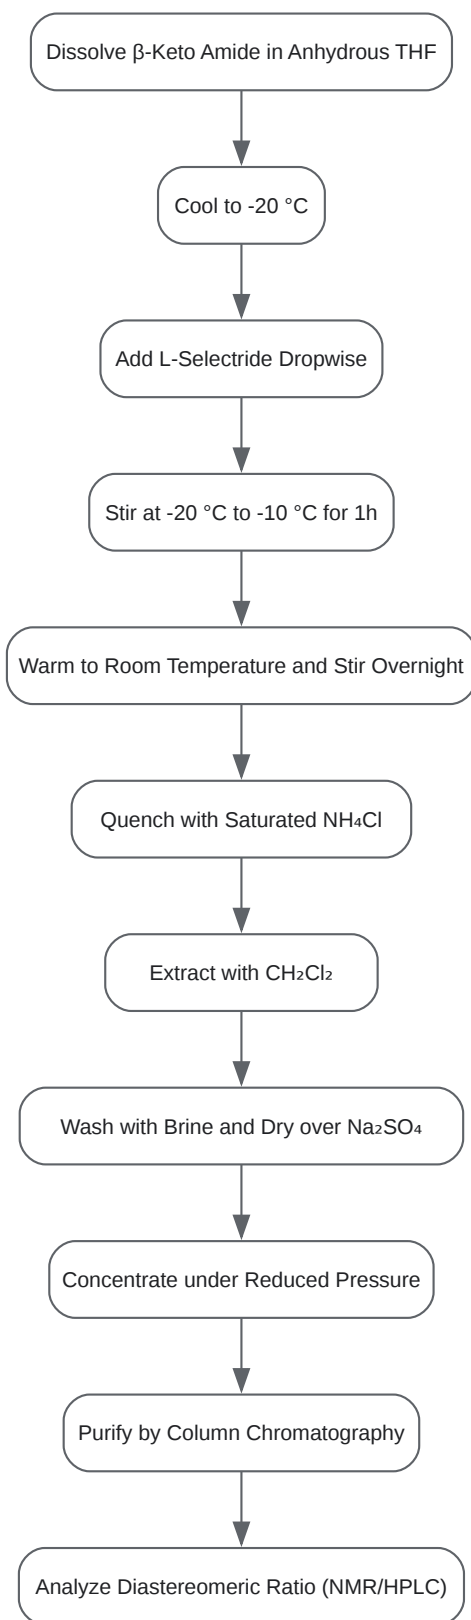 Dissolve β-Keto Amide in Anhydrous THF
Cool to -20 °C
Add L-Selectride Dropwise
Stir at -20 °C to -10 °C for 1h
Warm to Room Temperature and Stir Overnight
Quench with Saturated NH₄Cl
Extract with CH₂Cl₂
Wash with Brine and Dry over Na₂SO₄
Concentrate under Reduced Pressure
Purify by Column Chromatography
Analyze Diastereomeric Ratio (NMR/HPLC)